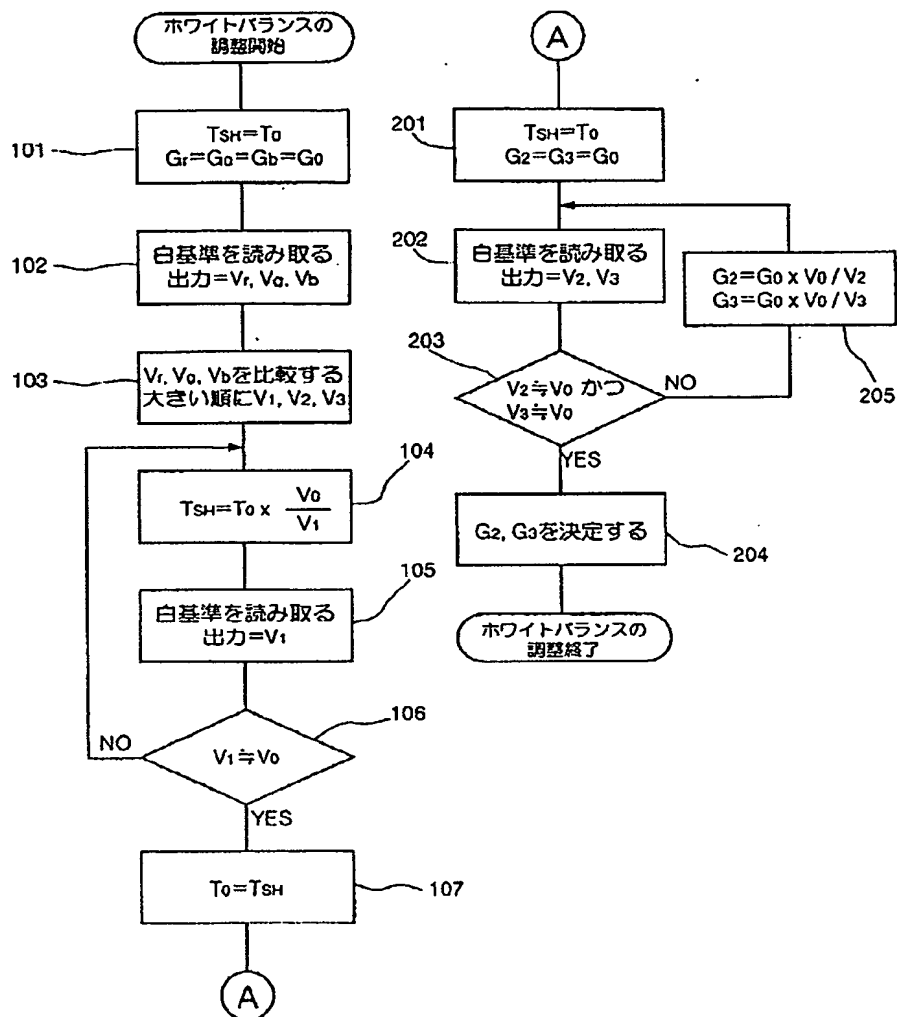 ホワイトバランスの
調整開始
101
TSH=T0
Gr=Gg=Gb=G0
102
白基準を読み取る
出力=Vr, Vg, Vb
103
Vr, Vg, Vbを比較する
大きい順にV1, V2, V3
104
TSH=T0 x V0
V1
105
白基準を読み取る
出力=V1
106
V1≒V0
NO
YES
107
T0=TSH
A
A
201
TSH=T0
G2=G3=G0
202
白基準を読み取る
出力=V2, V3
G2=G0 x V0 / V2
G3=G0 x V0 / V3
205
203
V2≒V0 かつ
V3≒V0
NO
YES
G2, G3を決定する
204
ホワイトバランスの
調整終了